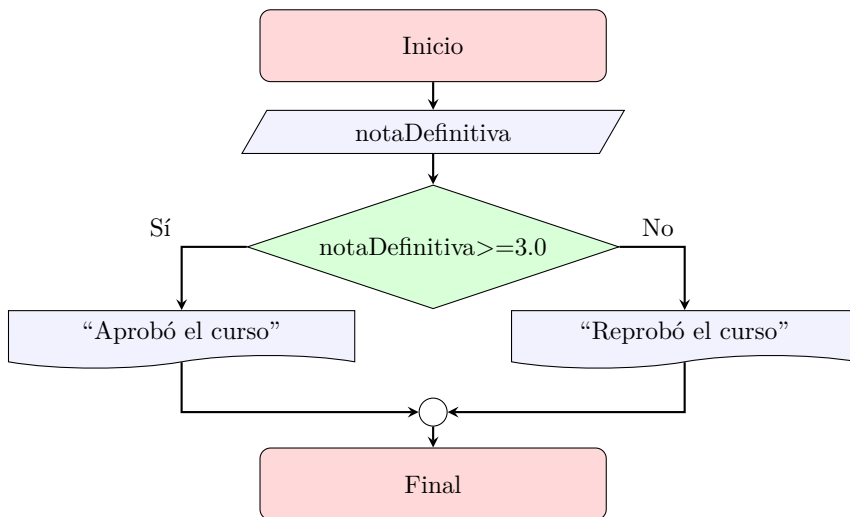 Inicio
notaDefinitiva
notaDefinitiva>=3.0
Sí
No
“Aprobó el curso”
“Reprobó el curso”
Final